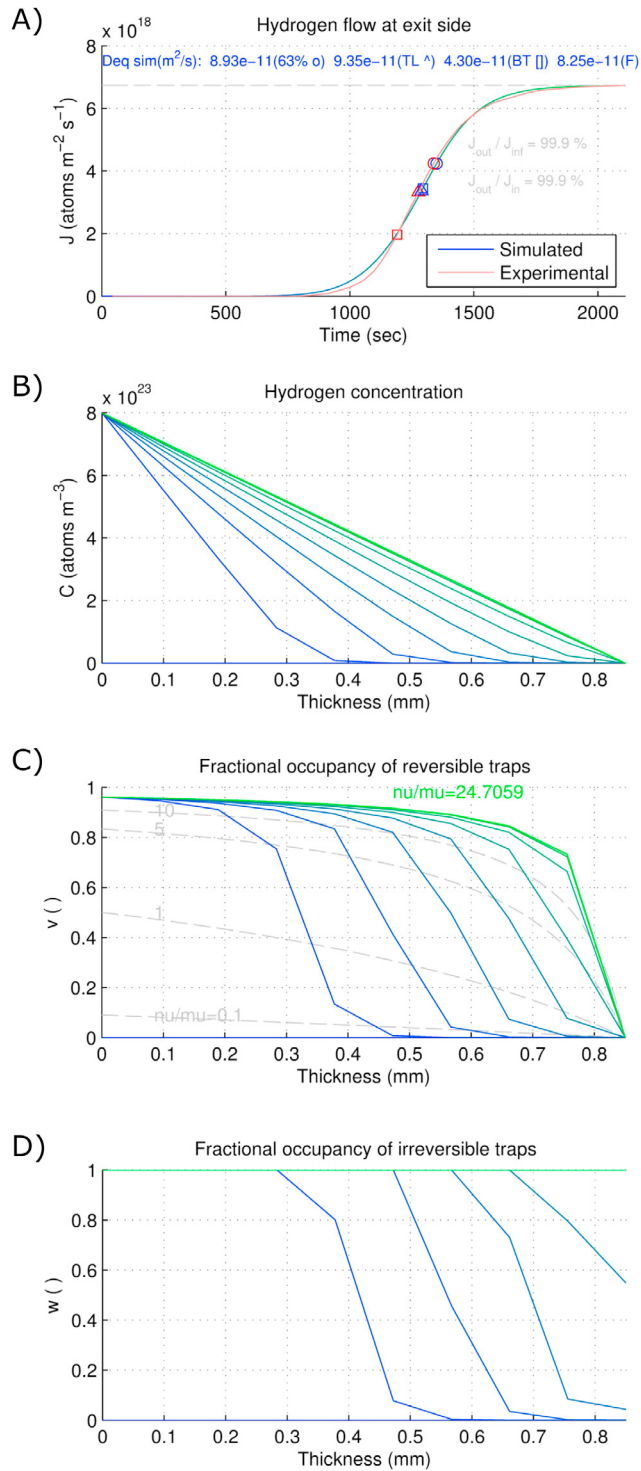 A)
Hydrogen flow at exit side
x 10^18
Deq sim(m²/s): 8.93e−11(63% o) 9.35e−11(TL ^) 4.30e−11(BT []) 8.25e−11(F)
J_out / J_inf = 99.9 %
J_out / J_in = 99.9 %
8
6
4
2
0
J (atoms m⁻² s⁻¹)
Simulated
Experimental
0 500 1000 1500 2000
Time (sec)
B)
Hydrogen concentration
x 10^23
8
6
4
2
0
C (atoms m⁻³)
0 0.1 0.2 0.3 0.4 0.5 0.6 0.7 0.8
Thickness (mm)
C)
Fractional occupancy of reversible traps
nu/mu=24.7059
10
5
1
nu/mu=0.1
1
0.8
0.6
0.4
0.2
0
v ( )
0 0.1 0.2 0.3 0.4 0.5 0.6 0.7 0.8
Thickness (mm)
D)
Fractional occupancy of irreversible traps
1
0.8
0.6
0.4
0.2
0
w ( )
0 0.1 0.2 0.3 0.4 0.5 0.6 0.7 0.8
Thickness (mm)